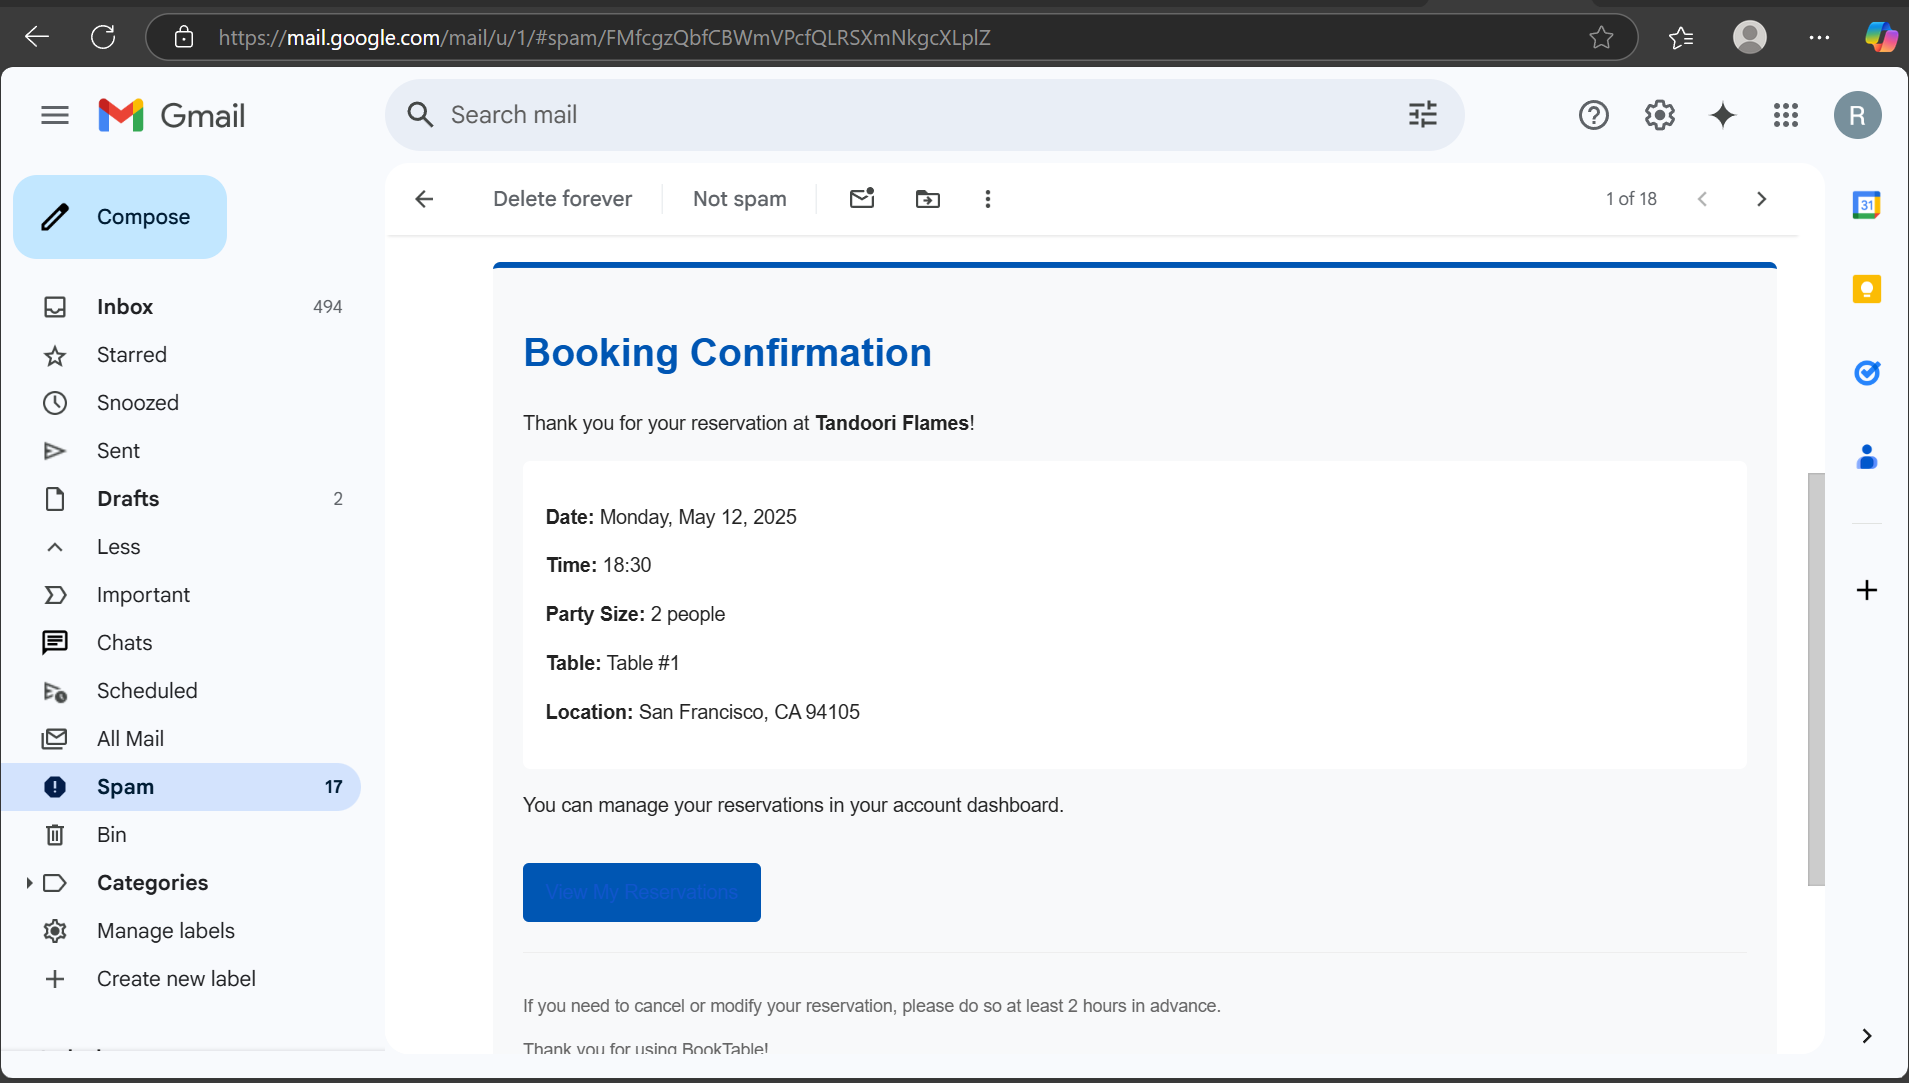 https://mail.google.com/mail/u/1/#spam/FMfcgzQbfCBWmVPcfQLRSXmNkgcXLplZ
Gmail
Search mail
R
Compose
Delete forever
Not spam
1 of 18
31
Inbox 494
Starred
Snoozed
Sent
Drafts 2
Less
Important
Chats
Scheduled
All Mail
Spam 17
Bin
Categories
Manage labels
Create new label
Booking Confirmation
Thank you for your reservation at Tandoori Flames!
Date: Monday, May 12, 2025
Time: 18:30
Party Size: 2 people
Table: Table #1
Location: San Francisco, CA 94105
You can manage your reservations in your account dashboard.
View My Reservations
If you need to cancel or modify your reservation, please do so at least 2 hours in advance.
Thank you for using BookTable!